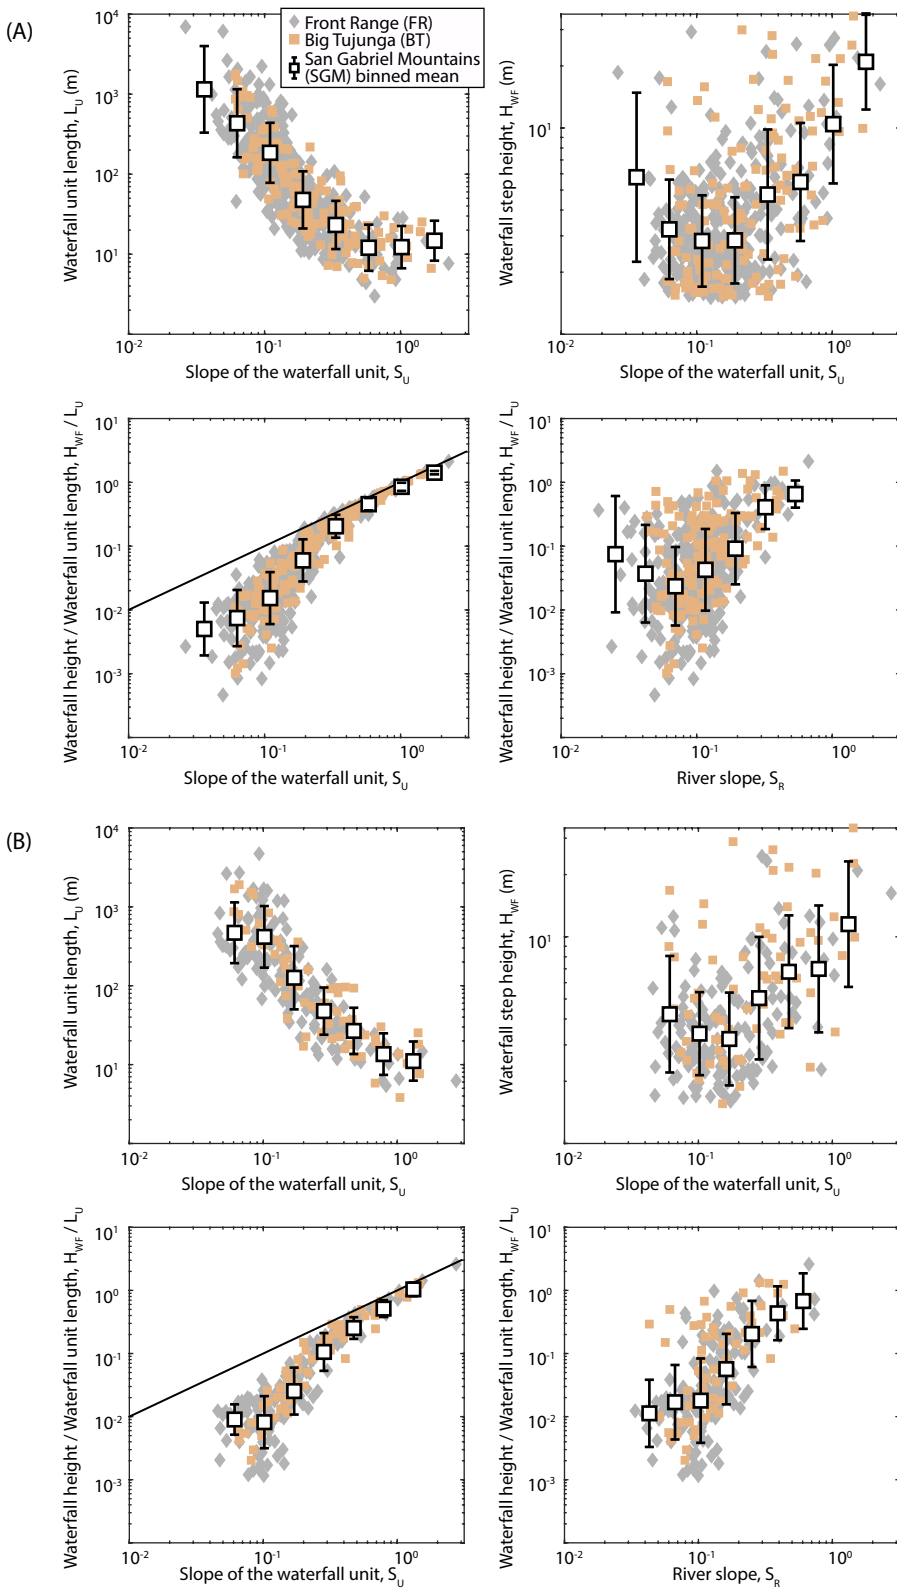 (A)
Front Range (FR)
Big Tujunga (BT)
San Gabriel Mountains
(SGM) binned mean
Waterfall unit length, L_U (m)
10^4
10^3
10^2
10^1
10^-2
10^-1
10^0
Slope of the waterfall unit, S_U
Waterfall step height, H_WF (m)
10^1
10^-2
10^-1
10^0
Slope of the waterfall unit, S_U
Waterfall height / Waterfall unit length, H_WF / L_U
10^1
10^0
10^-1
10^-2
10^-3
10^-2
10^-1
10^0
Slope of the waterfall unit, S_U
Waterfall height / Waterfall unit length, H_WF / L_U
10^1
10^0
10^-1
10^-2
10^-3
10^-2
10^-1
10^0
River slope, S_R
(B)
Waterfall unit length, L_U (m)
10^4
10^3
10^2
10^1
10^-2
10^-1
10^0
Slope of the waterfall unit, S_U
Waterfall step height, H_WF (m)
10^1
10^-2
10^-1
10^0
Slope of the waterfall unit, S_U
Waterfall height / Waterfall unit length, H_WF / L_U
10^1
10^0
10^-1
10^-2
10^-3
10^-2
10^-1
10^0
Slope of the waterfall unit, S_U
Waterfall height / Waterfall unit length, H_WF / L_U
10^1
10^0
10^-1
10^-2
10^-3
10^-2
10^-1
10^0
River slope, S_R